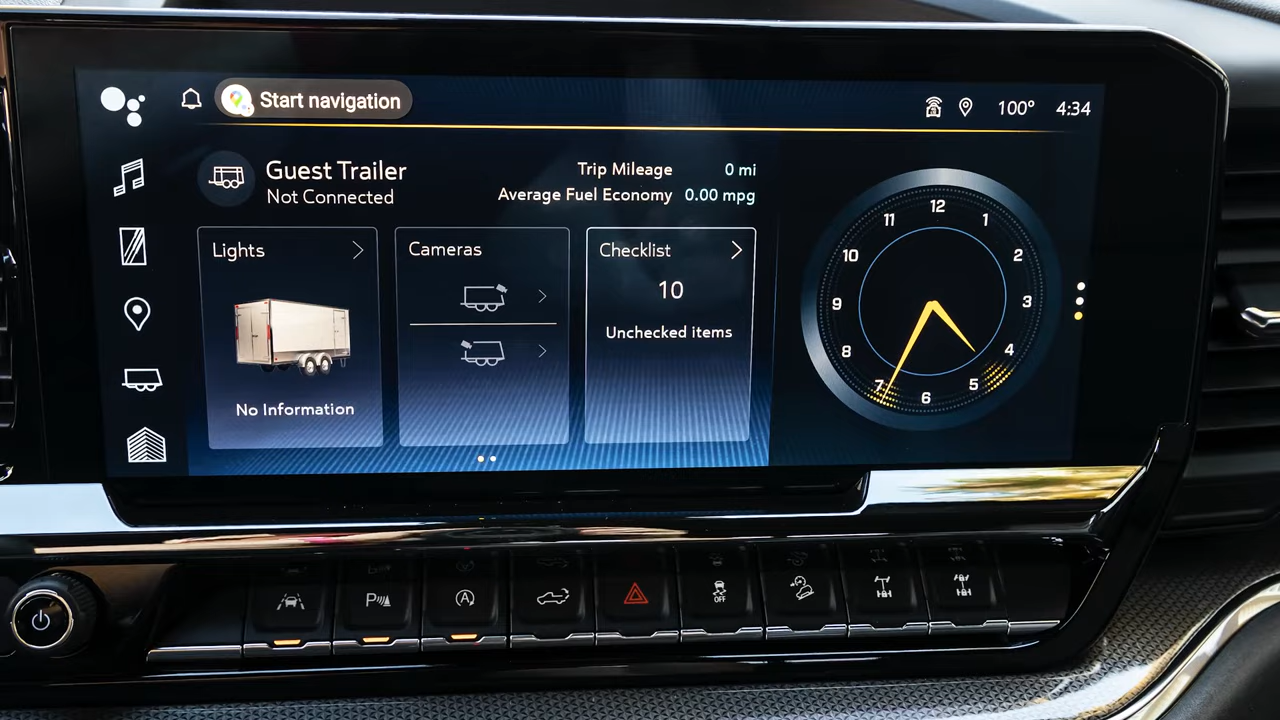 Start navigation
100° 4:34
Guest Trailer
Not Connected
Trip Mileage 0 mi
Average Fuel Economy 0.00 mpg
Lights
No Information
Cameras
Checklist
10
Unchecked items
12
1
2
3
4
5
6
7
8
9
10
11
P
A
OFF